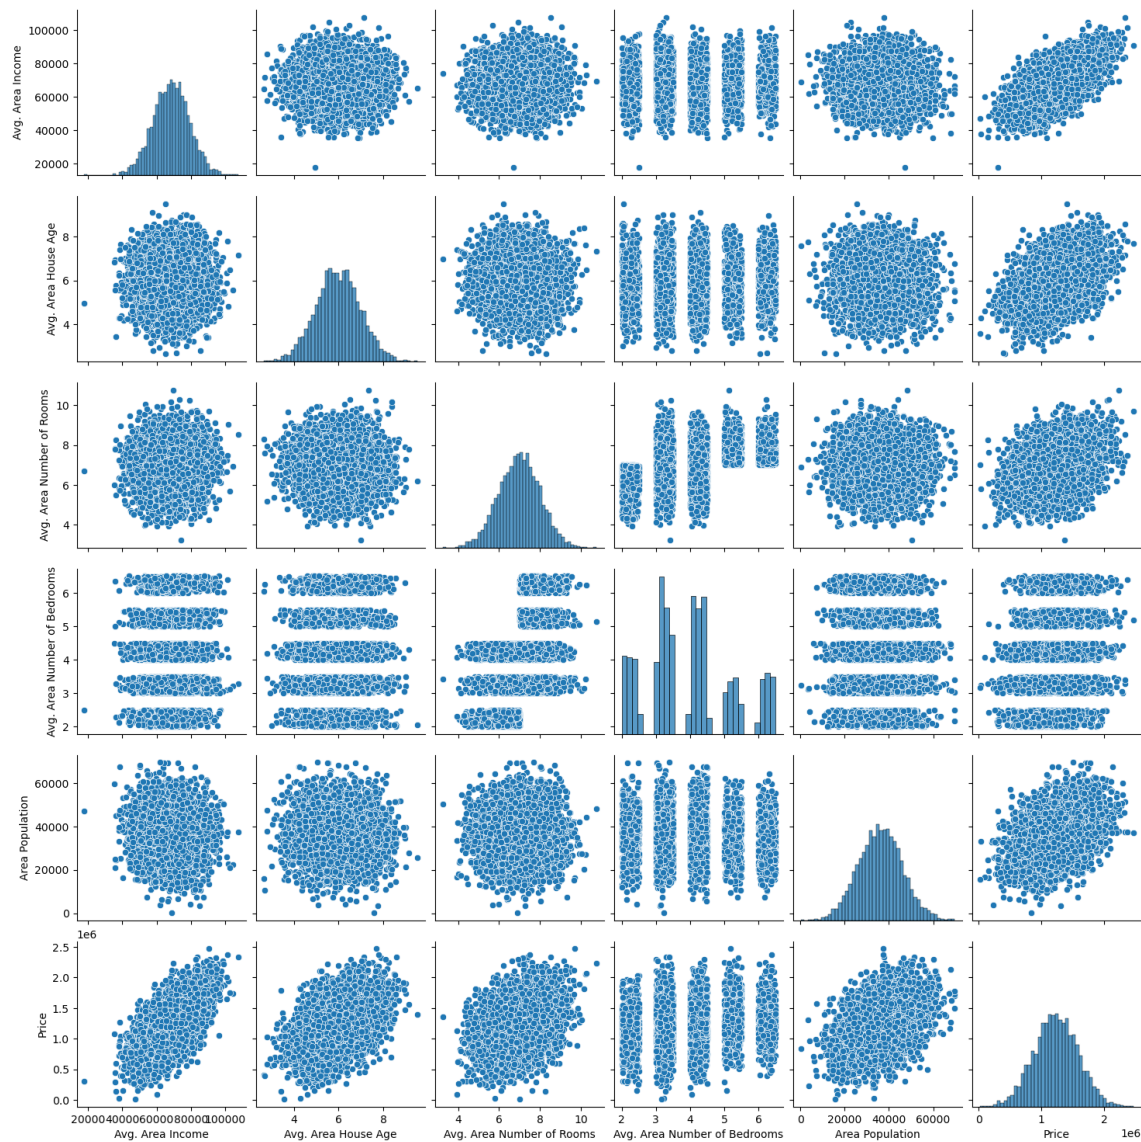 100000
80000
60000
40000
20000
Avg. Area Income
8
6
4
Avg. Area House Age
10
8
6
4
Avg. Area Number of Rooms
6
5
4
3
2
Avg. Area Number of Bedrooms
60000
40000
20000
0
Area Population
1e6
2.5
2.0
1.5
1.0
0.5
0.0
Price
20000 40000 60000 80000 100000
4 6 8
4 6 8 10
2 3 4 5 6
0 20000 40000 60000
0 1 2
1e6
Avg. Area Income
Avg. Area House Age
Avg. Area Number of Rooms
Avg. Area Number of Bedrooms
Area Population
Price